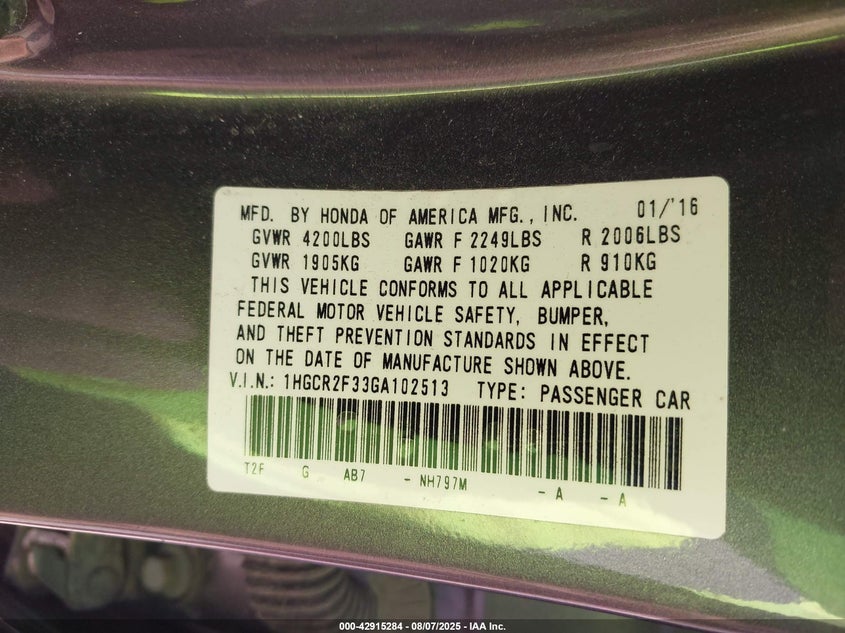 MFD. BY HONDA OF AMERICA MFG., INC. 01/'16
GVWR 4200LBS GAWR F 2249LBS R 2006LBS
GVWR 1905KG GAWR F 1020KG R 910KG
THIS VEHICLE CONFORMS TO ALL APPLICABLE
FEDERAL MOTOR VEHICLE SAFETY, BUMPER,
AND THEFT PREVENTION STANDARDS IN EFFECT
ON THE DATE OF MANUFACTURE SHOWN ABOVE.
V.I.N.: 1HGCR2F33GA102513 TYPE: PASSENGER CAR
T2F G AB7 - NH797M - A - A
000-42915284 - 08/07/2025 - IAA Inc.